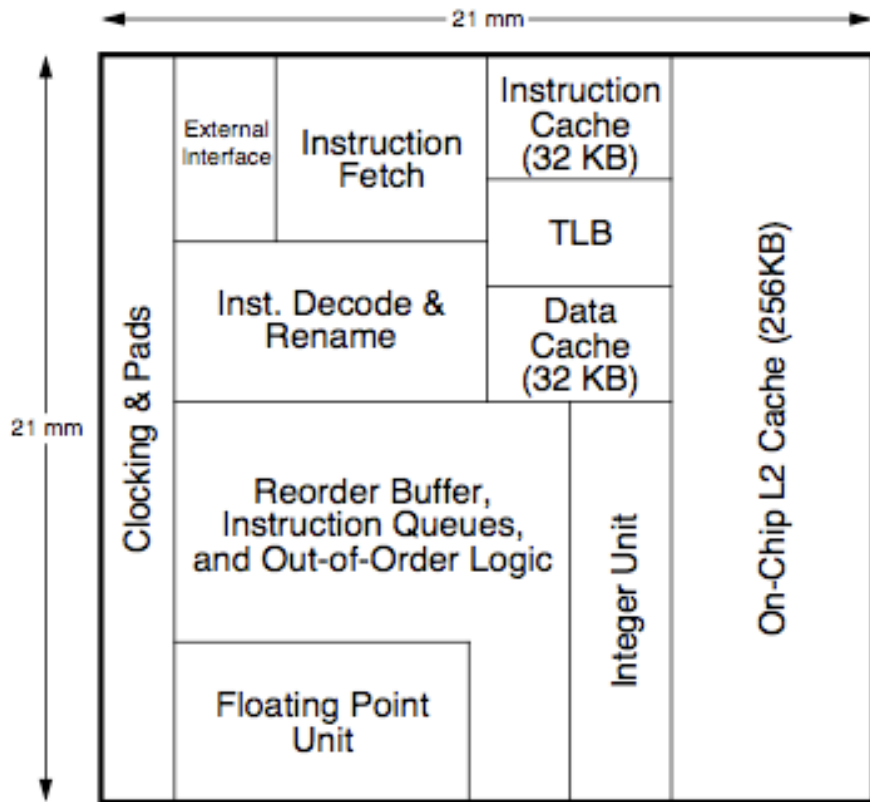 21 mm
External
Interface
Instruction
Fetch
Instruction
Cache
(32 KB)
TLB
Inst. Decode &
Rename
Data
Cache
(32 KB)
21 mm
Clocking & Pads
Reorder Buffer,
Instruction Queues,
and Out-of-Order Logic
Integer Unit
On-Chip L2 Cache (256KB)
Floating Point
Unit